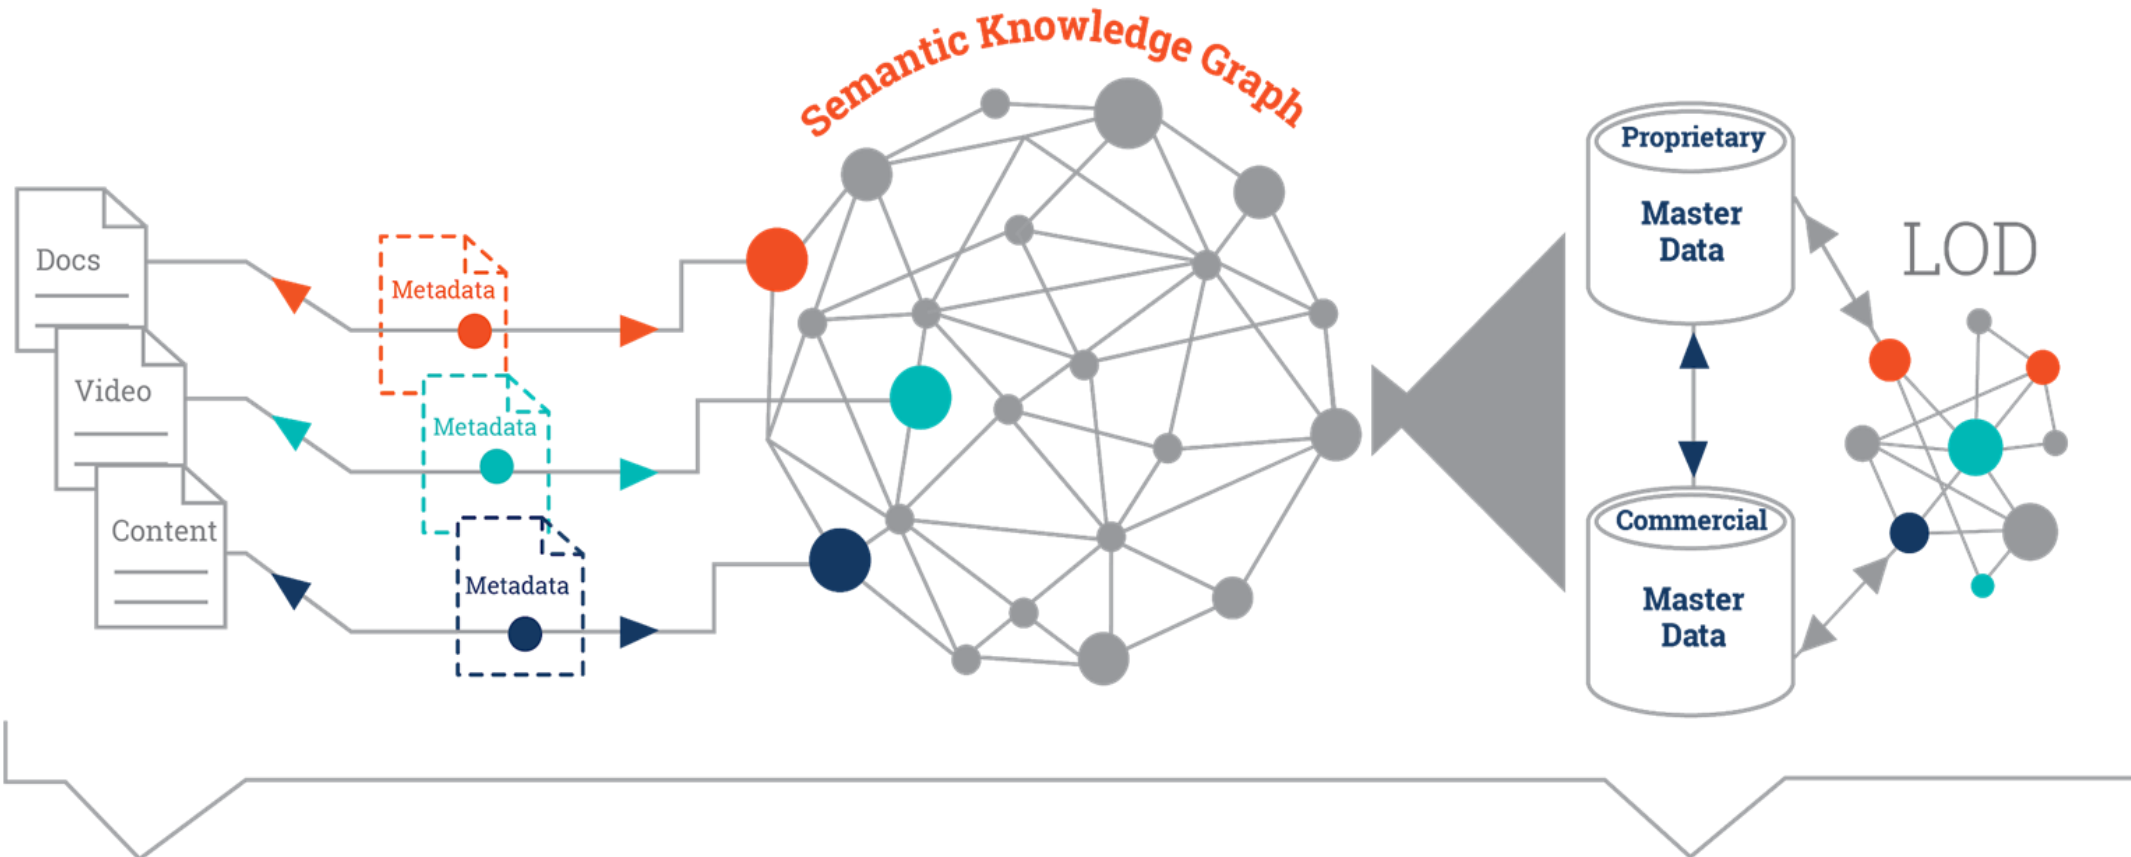 Semantic Knowledge Graph
Docs
Video
Content
Metadata
Metadata
Metadata
Proprietary
Master
Data
Commercial
Master
Data
LOD